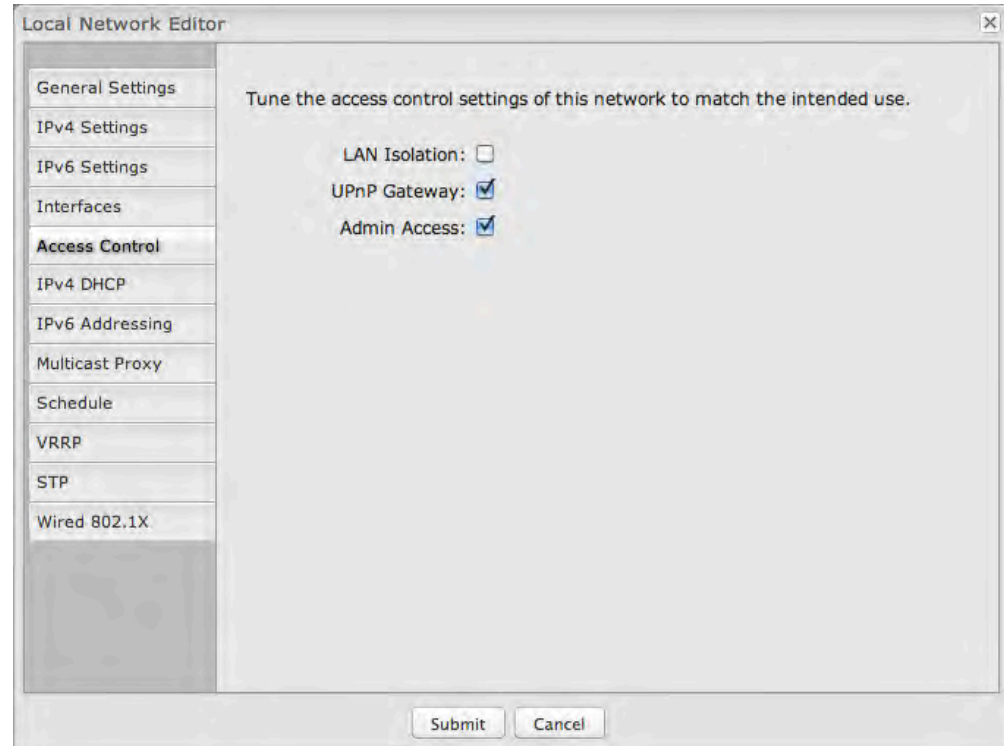 Local Network Editor
General Settings
IPv4 Settings
IPv6 Settings
Interfaces
Access Control
IPv4 DHCP
IPv6 Addressing
Multicast Proxy
Schedule
VRRP
STP
Wired 802.1X
Tune the access control settings of this network to match the intended use.
LAN Isolation:
UPnP Gateway:
Admin Access:
Submit
Cancel